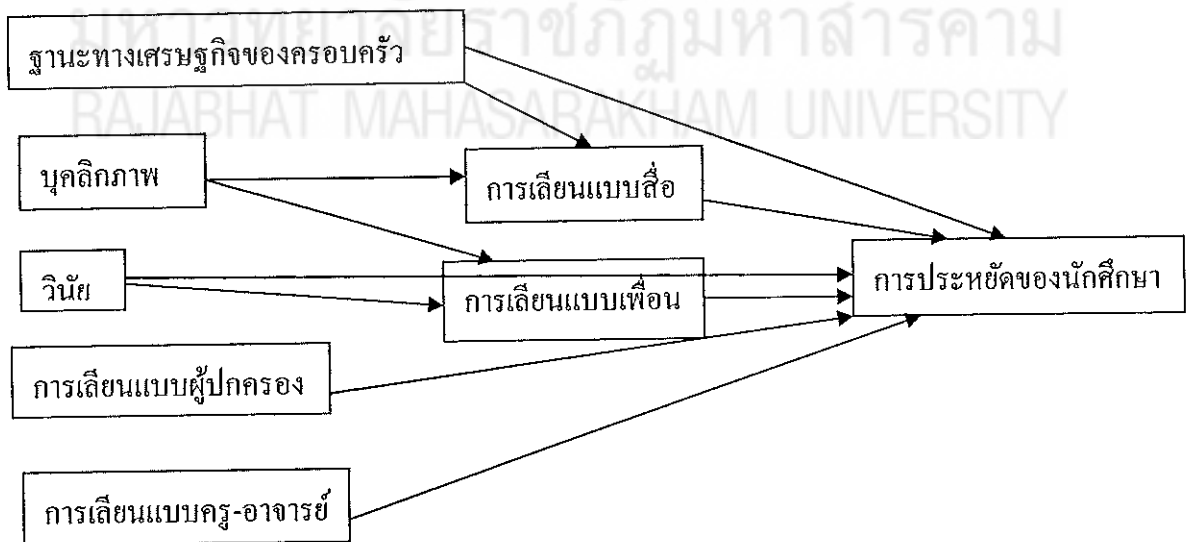 มหาวิทยาลัยราชภัฏมหาสารคาม
ฐานะทางเศรษฐกิจของครอบครัว
RAJABHAT MAHASARAKHAM UNIVERSITY
บุคลิกภาพ
การเลียนแบบสื่อ
วินัย
การเลียนแบบเพื่อน
การประหยัดของนักศึกษา
การเลียนแบบผู้ปกครอง
การเลียนแบบครู-อาจารย์